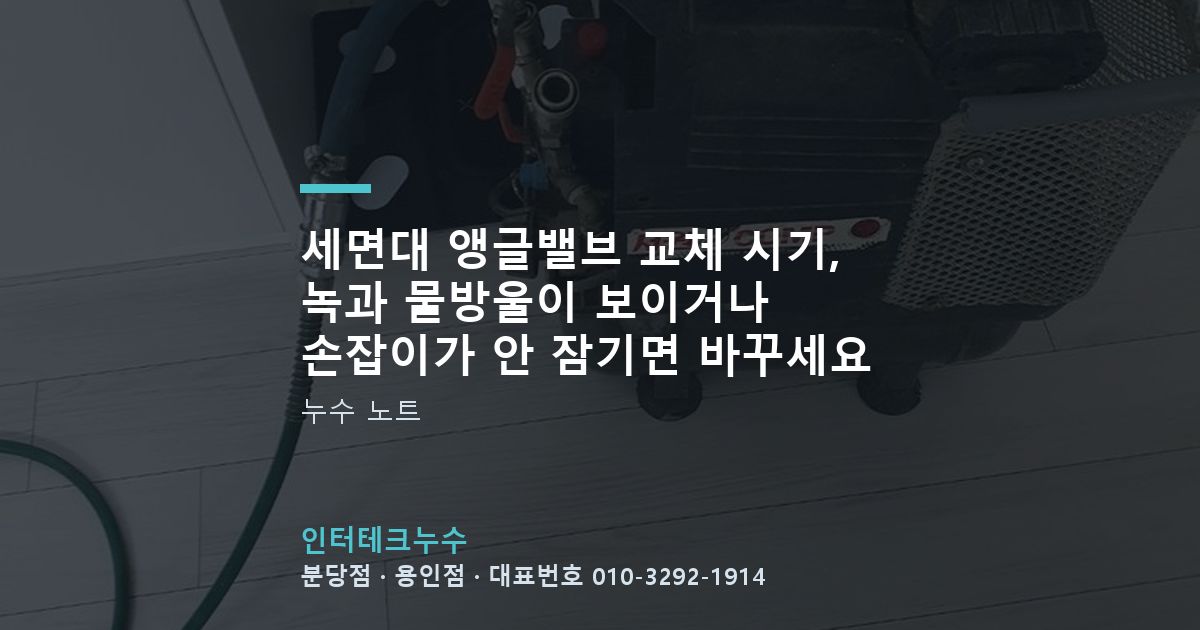 세면대 앵글밸브 교체 시기,
녹과 물방울이 보이거나
손잡이가 안 잠기면 바꾸세요
누수 노트
인터테크누수
분당점 · 용인점 · 대표번호 010-3292-1914